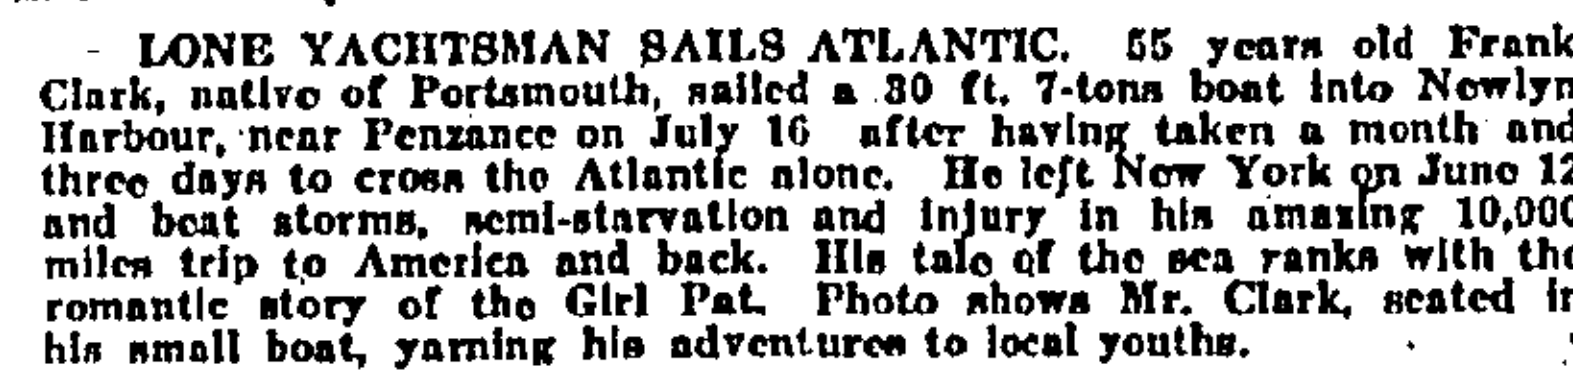 - LONE YACHTSMAN SAILS ATLANTIC. 55 years old Frank
Clark, native of Portsmouth, sailed a 30 ft. 7-tons boat into Newlyn
Harbour, near Penzance on July 16 after having taken a month and
three days to cross the Atlantic alone. He left New York on June 12
and beat storms, semi-starvation and injury in his amazing 10,000
miles trip to America and back. His tale of the sea ranks with the
romantic story of the Girl Pat. Photo shows Mr. Clark, seated in
his small boat, yarning his adventures to local youths.